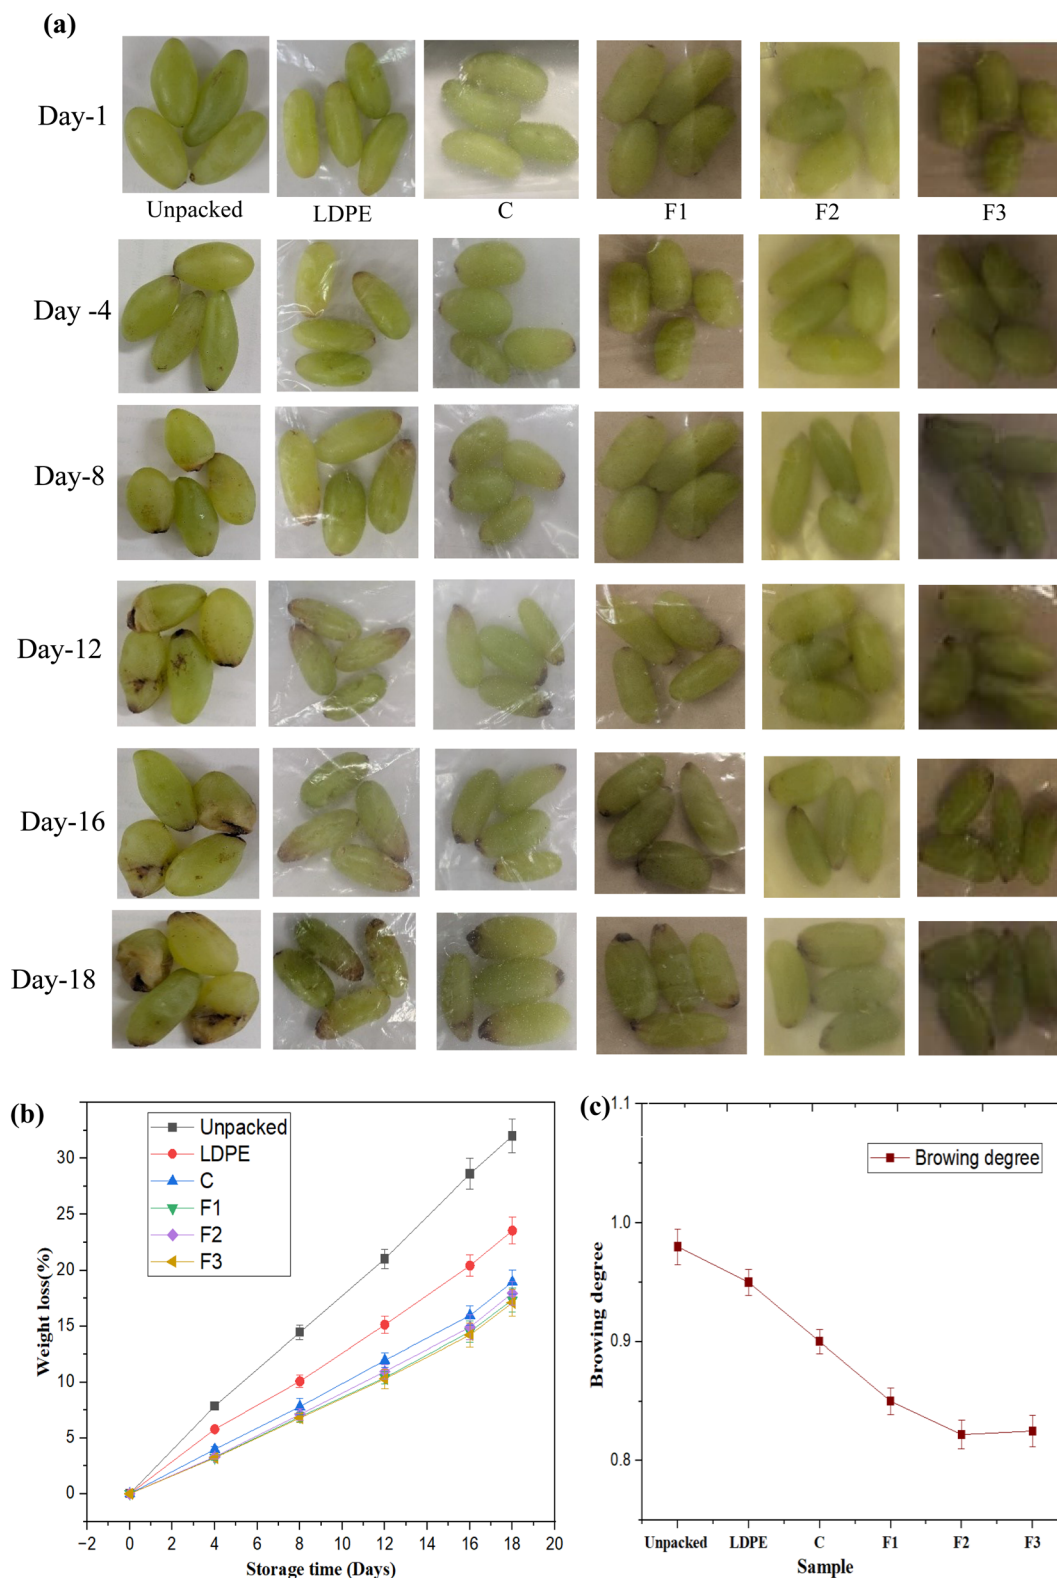 (a)
Day-1
Unpacked LDPE C F1 F2 F3
Day -4
Day-8
Day-12
Day-16
Day-18
(b)
Weight loss(%)
30
25
20
15
10
5
0
Unpacked
LDPE
C
F1
F2
F3
−2 0 2 4 6 8 10 12 14 16 18 20
Storage time (Days)
(c)
Browing degree
1.1
1.0
0.9
0.8
Browing degree
Unpacked LDPE C F1 F2 F3
Sample